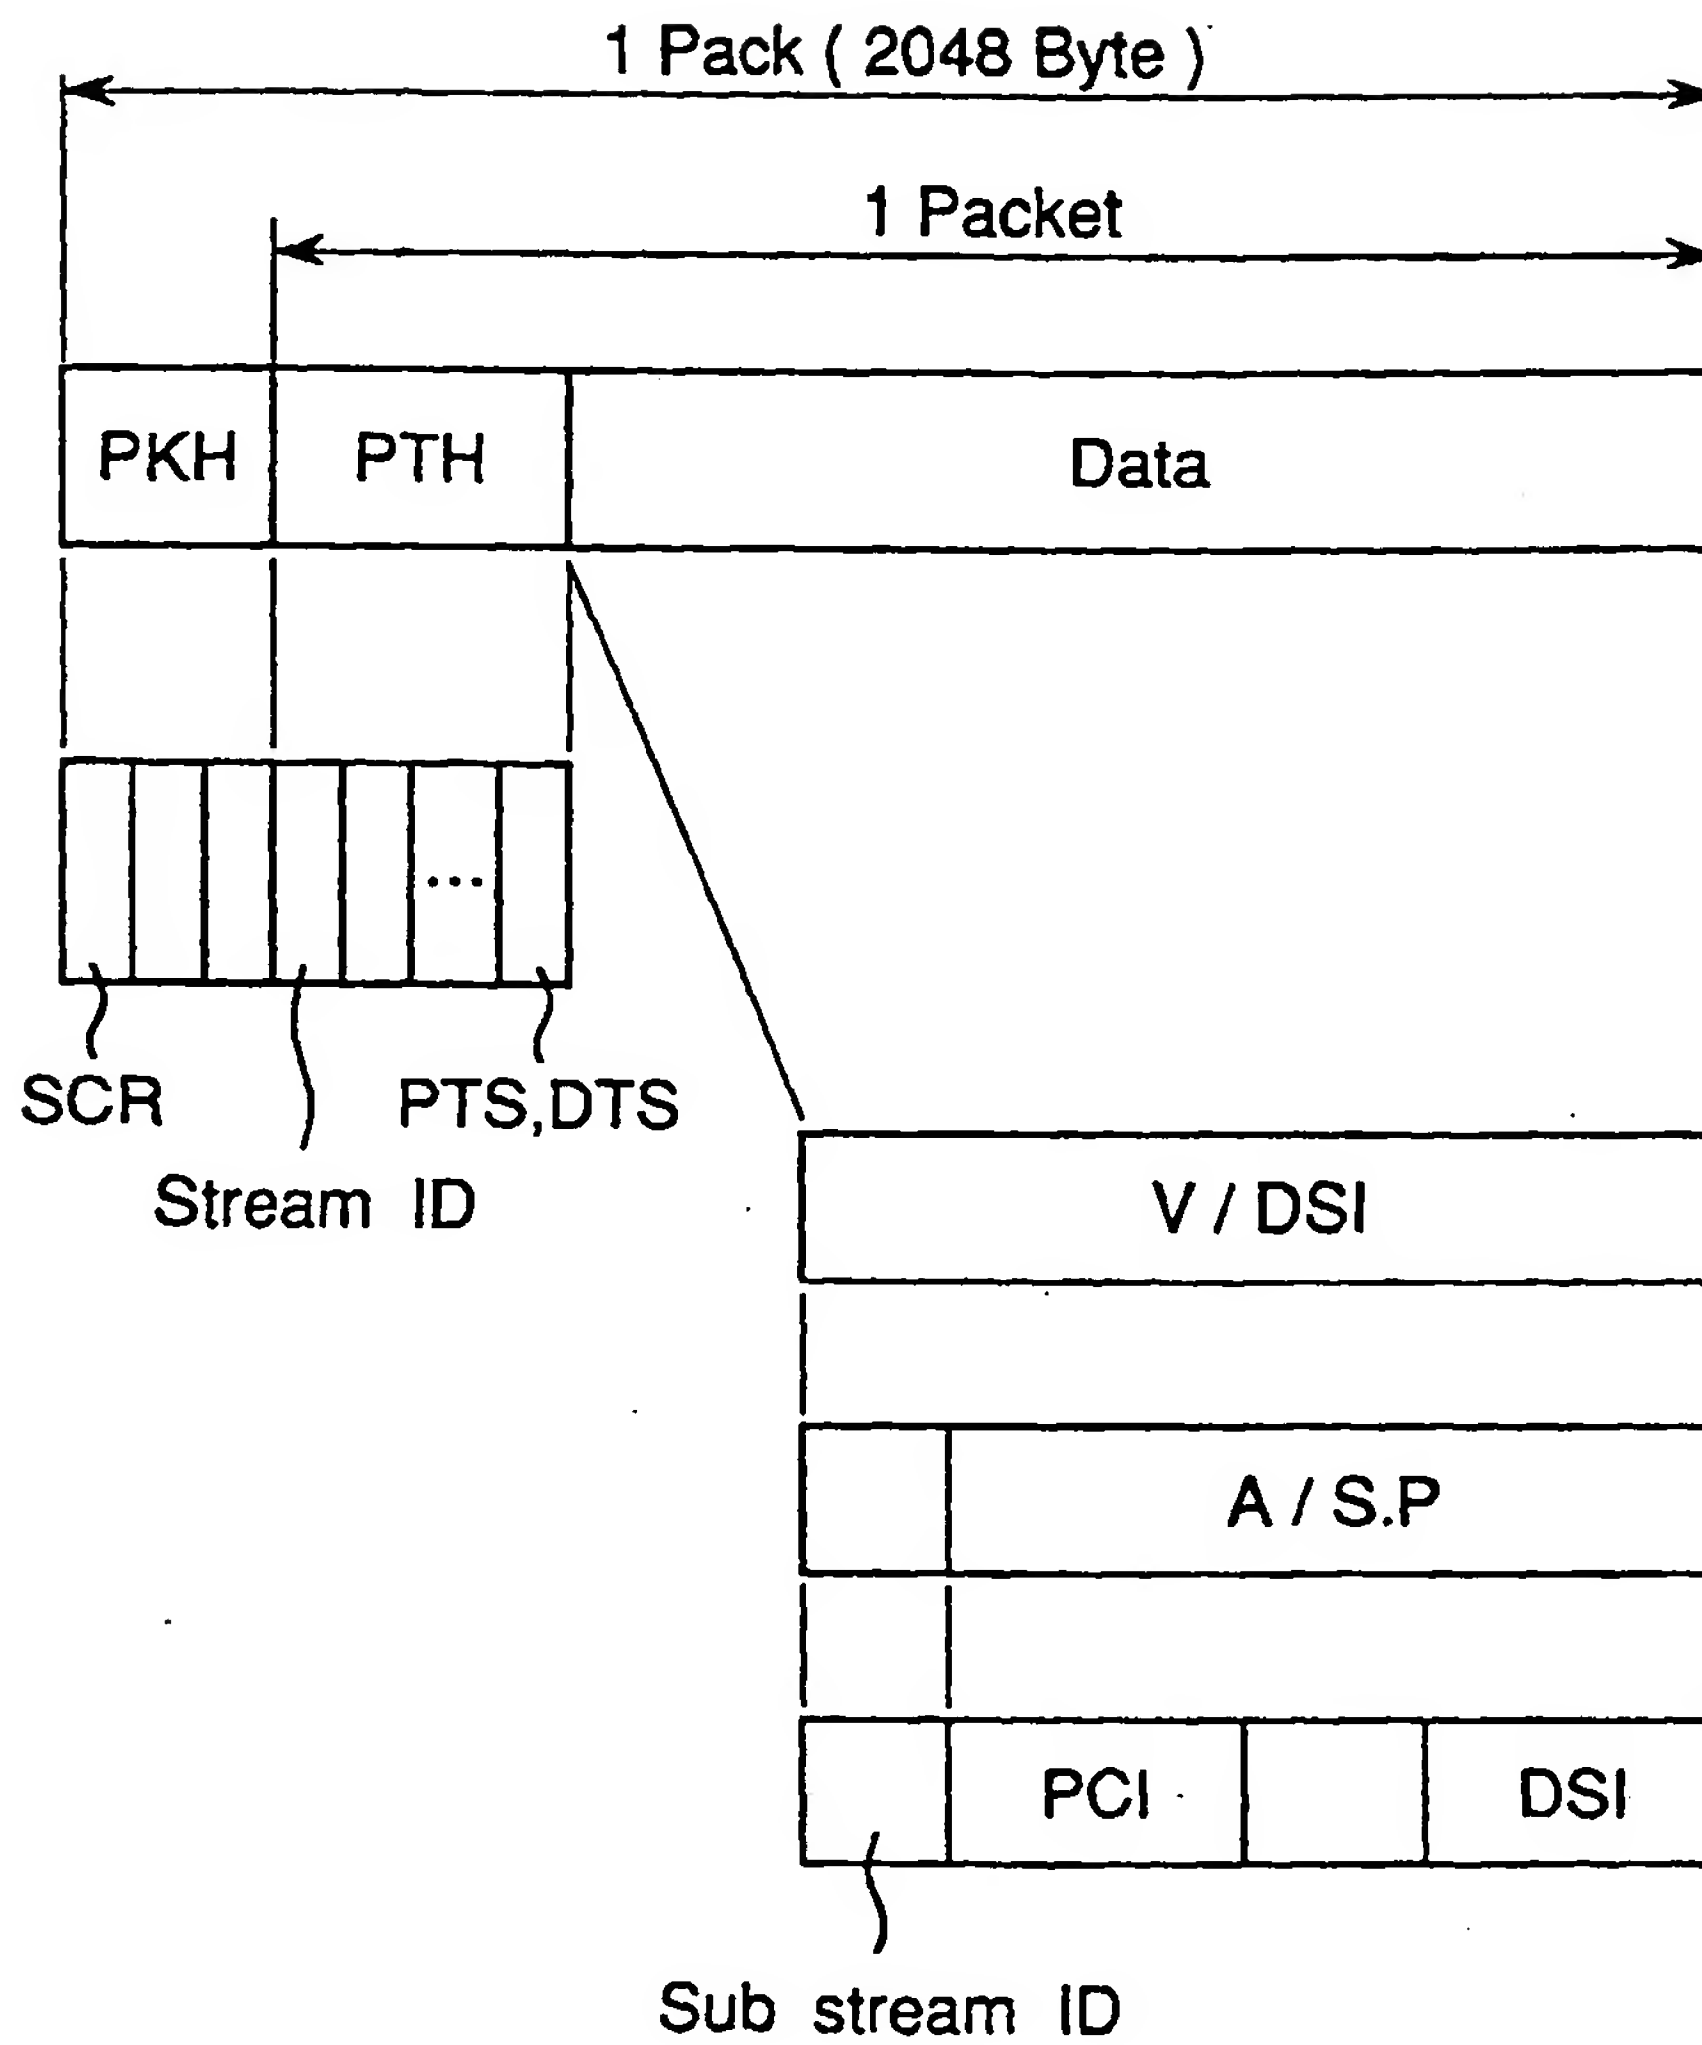 1 Pack ( 2048 Byte )
1 Packet
PKH PTH Data
...
SCR PTS,DTS
Stream ID
V / DSI
A / S.P
PCI DSI
Sub stream ID